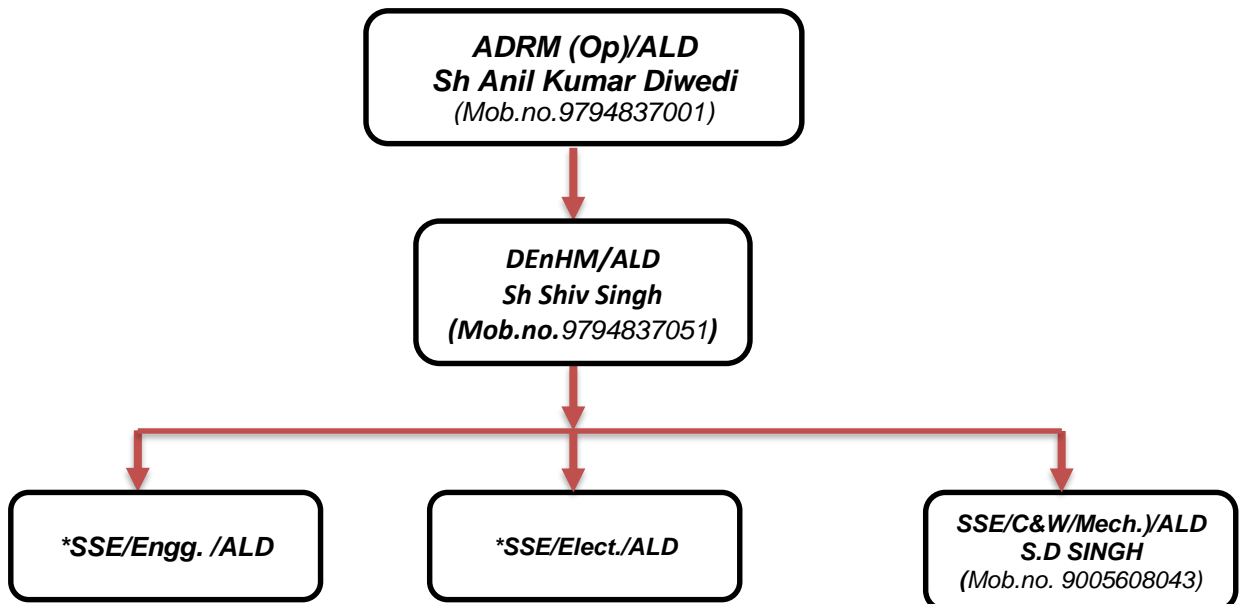 ADRM (Op)/ALD
Sh Anil Kumar Diwedi
(Mob.no.9794837001)
DEnHM/ALD
Sh Shiv Singh
(Mob.no.9794837051)
*SSE/Engg. /ALD
*SSE/Elect./ALD
SSE/C&W/Mech.)/ALD
S.D SINGH
(Mob.no. 9005608043)